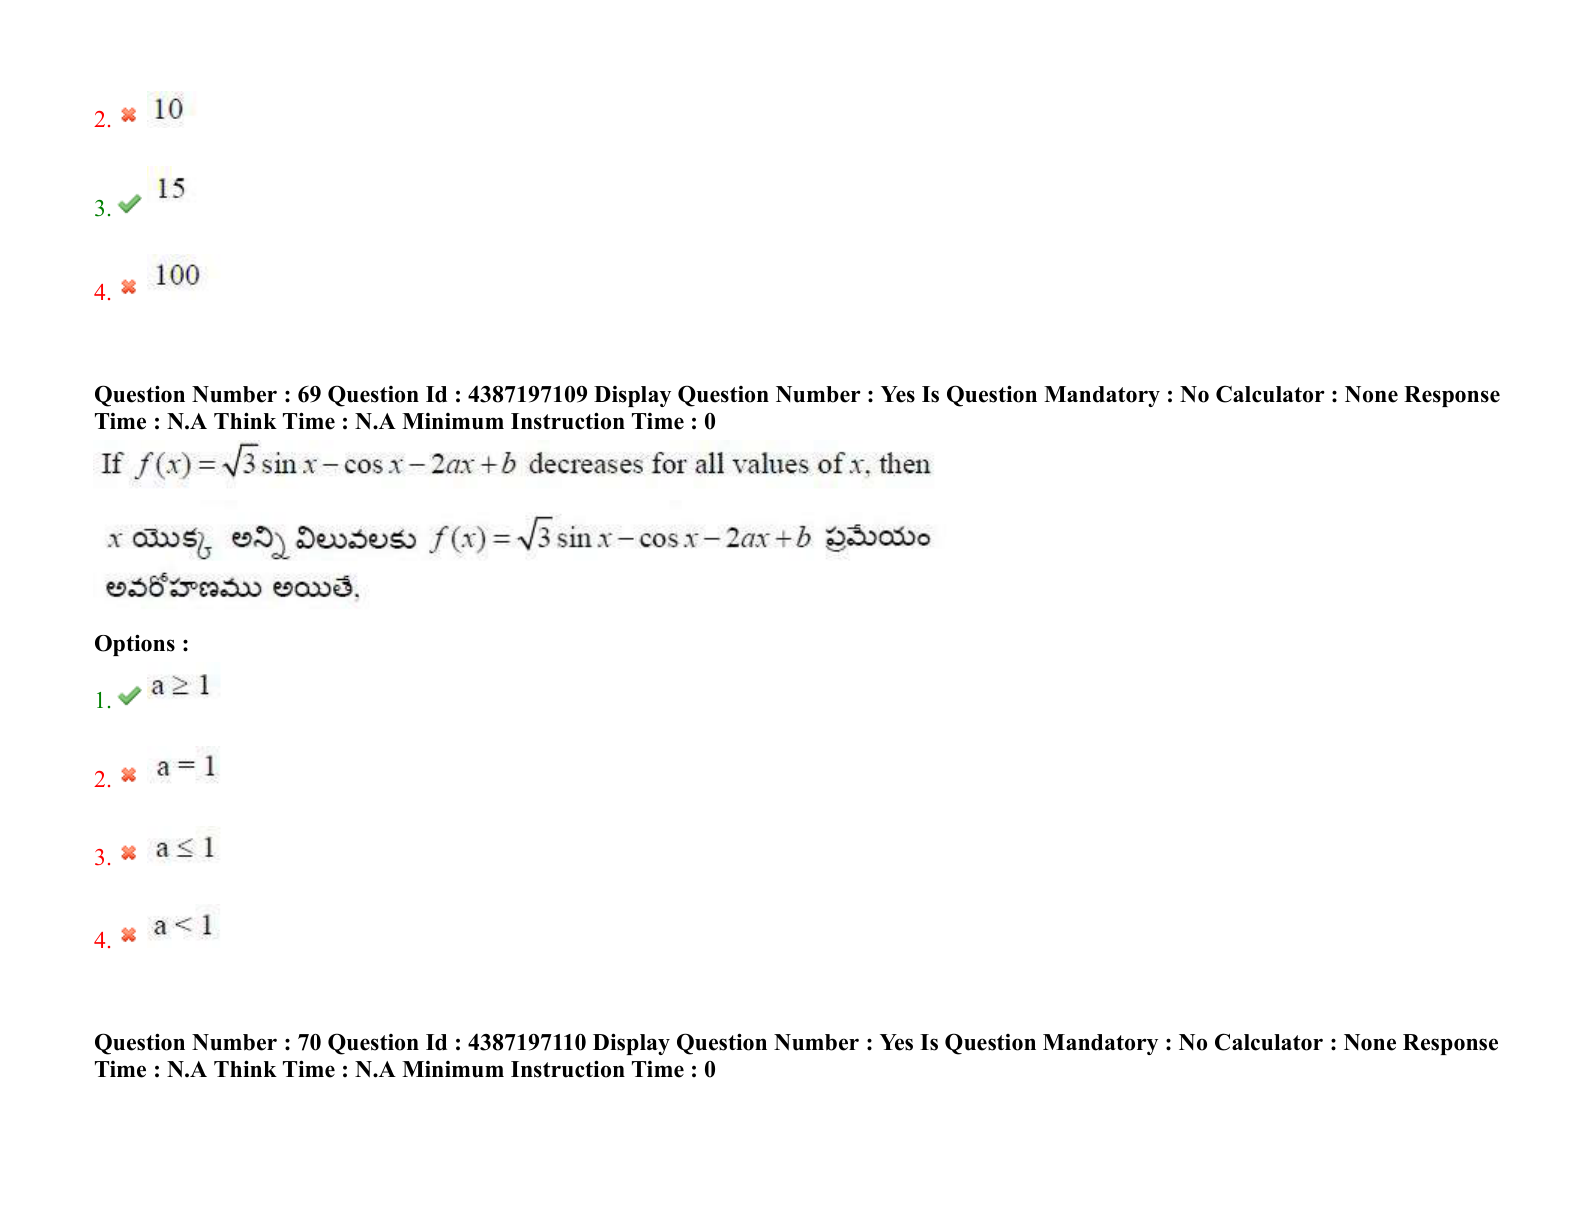 2. 10
3. 15
4. 100
Question Number : 69 Question Id : 4387197109 Display Question Number : Yes Is Question Mandatory : No Calculator : None Response
Time : N.A Think Time : N.A Minimum Instruction Time : 0
If f(x) = √3 sin x − cos x − 2ax + b decreases for all values of x, then
x యొక్క అన్ని విలువలకు f(x) = √3 sin x − cos x − 2ax + b ప్రమేయం
అవరోహణము అయితే,
Options :
1. a ≥ 1
2. a = 1
3. a ≤ 1
4. a < 1
Question Number : 70 Question Id : 4387197110 Display Question Number : Yes Is Question Mandatory : No Calculator : None Response
Time : N.A Think Time : N.A Minimum Instruction Time : 0